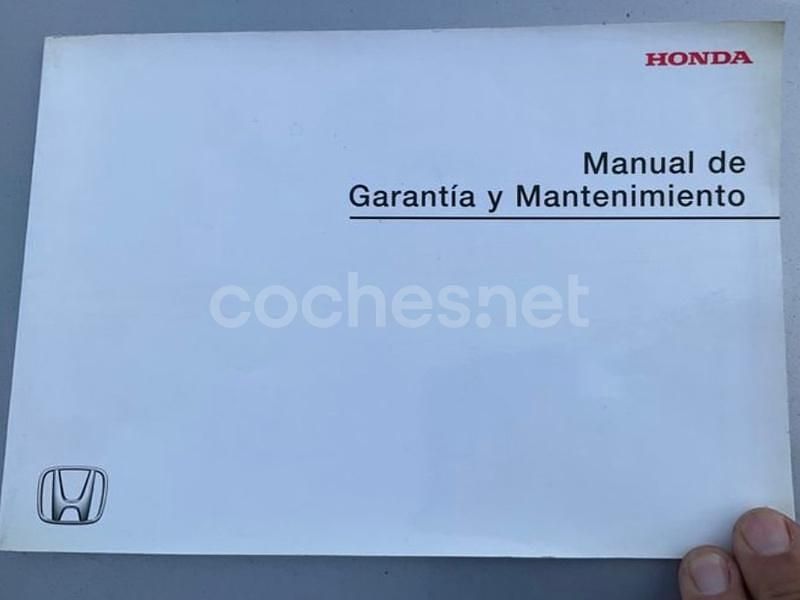 HONDA
Manual de
Garantía y Mantenimiento
coches.net